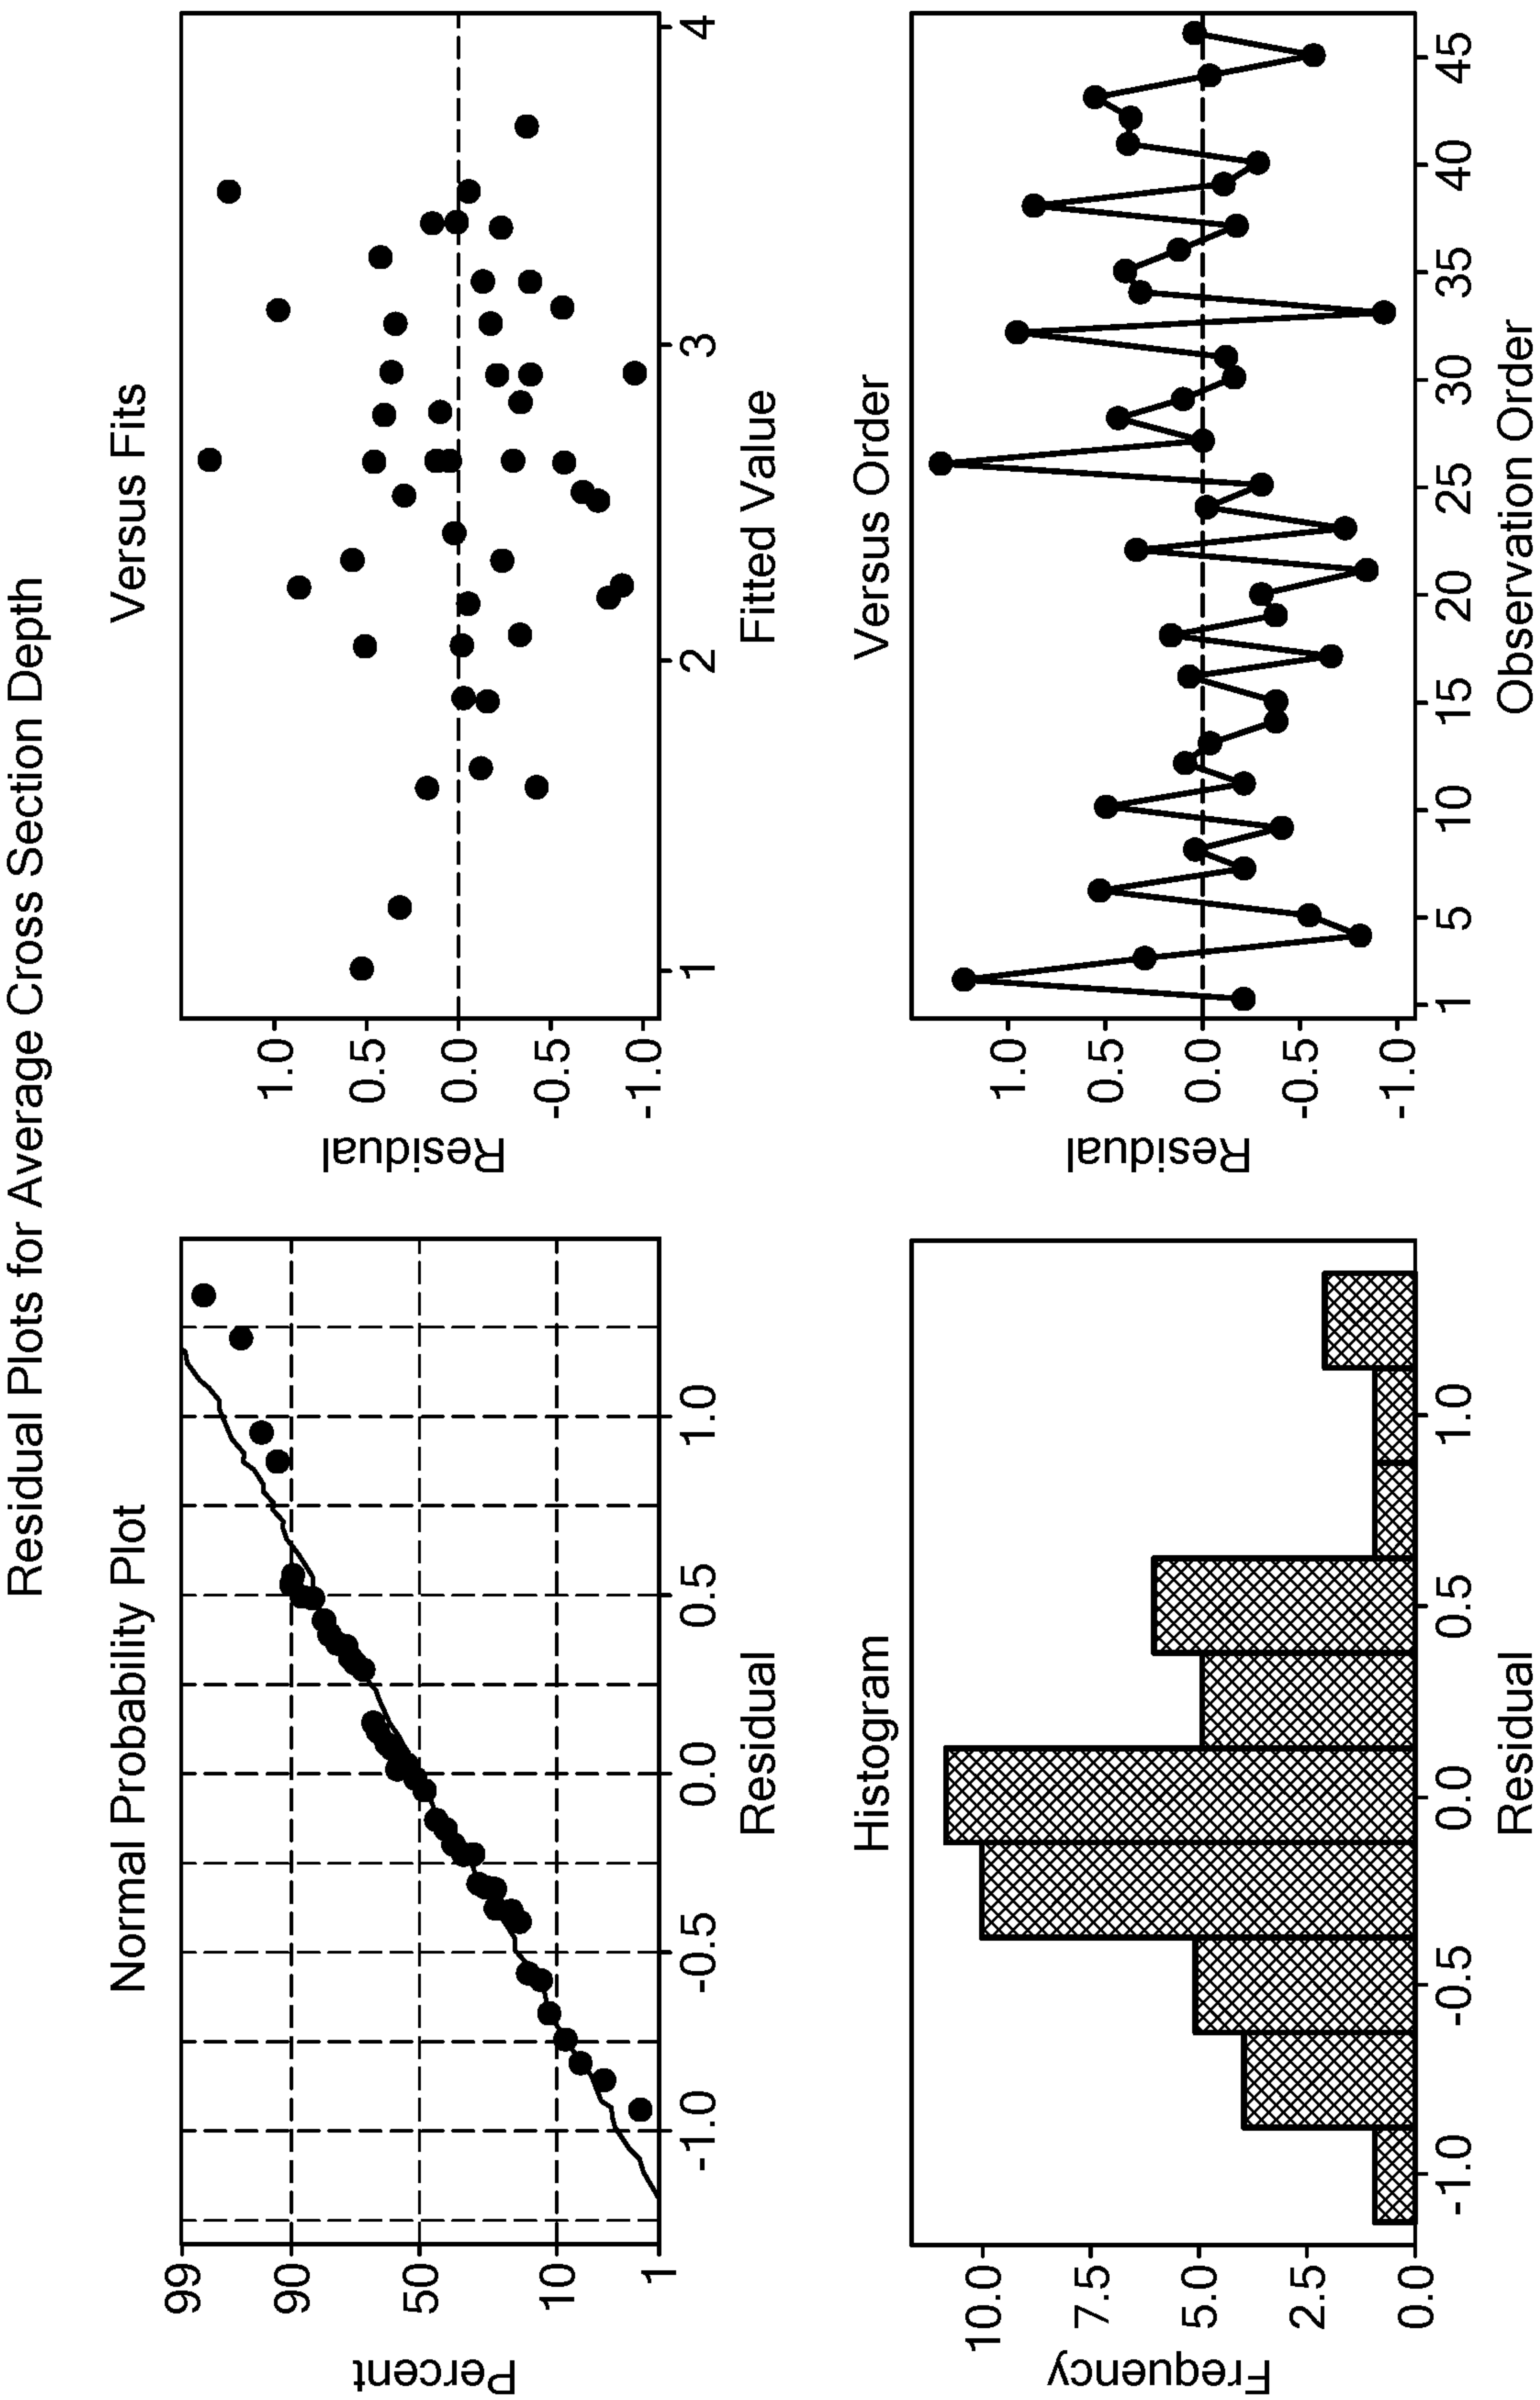 Residual Plots for Average Cross Section Depth
Normal Probability Plot
Percent
99
90
50
10
1
-1.0 -0.5 0.0 0.5 1.0
Residual
Versus Fits
Residual
1.0
0.5
0.0
-0.5
-1.0
1 2 3 4
Fitted Value
Histogram
Frequency
10.0
7.5
5.0
2.5
0.0
-1.0 -0.5 0.0 0.5 1.0
Residual
Versus Order
Residual
1.0
0.5
0.0
-0.5
-1.0
1 5 10 15 20 25 30 35 40 45
Observation Order